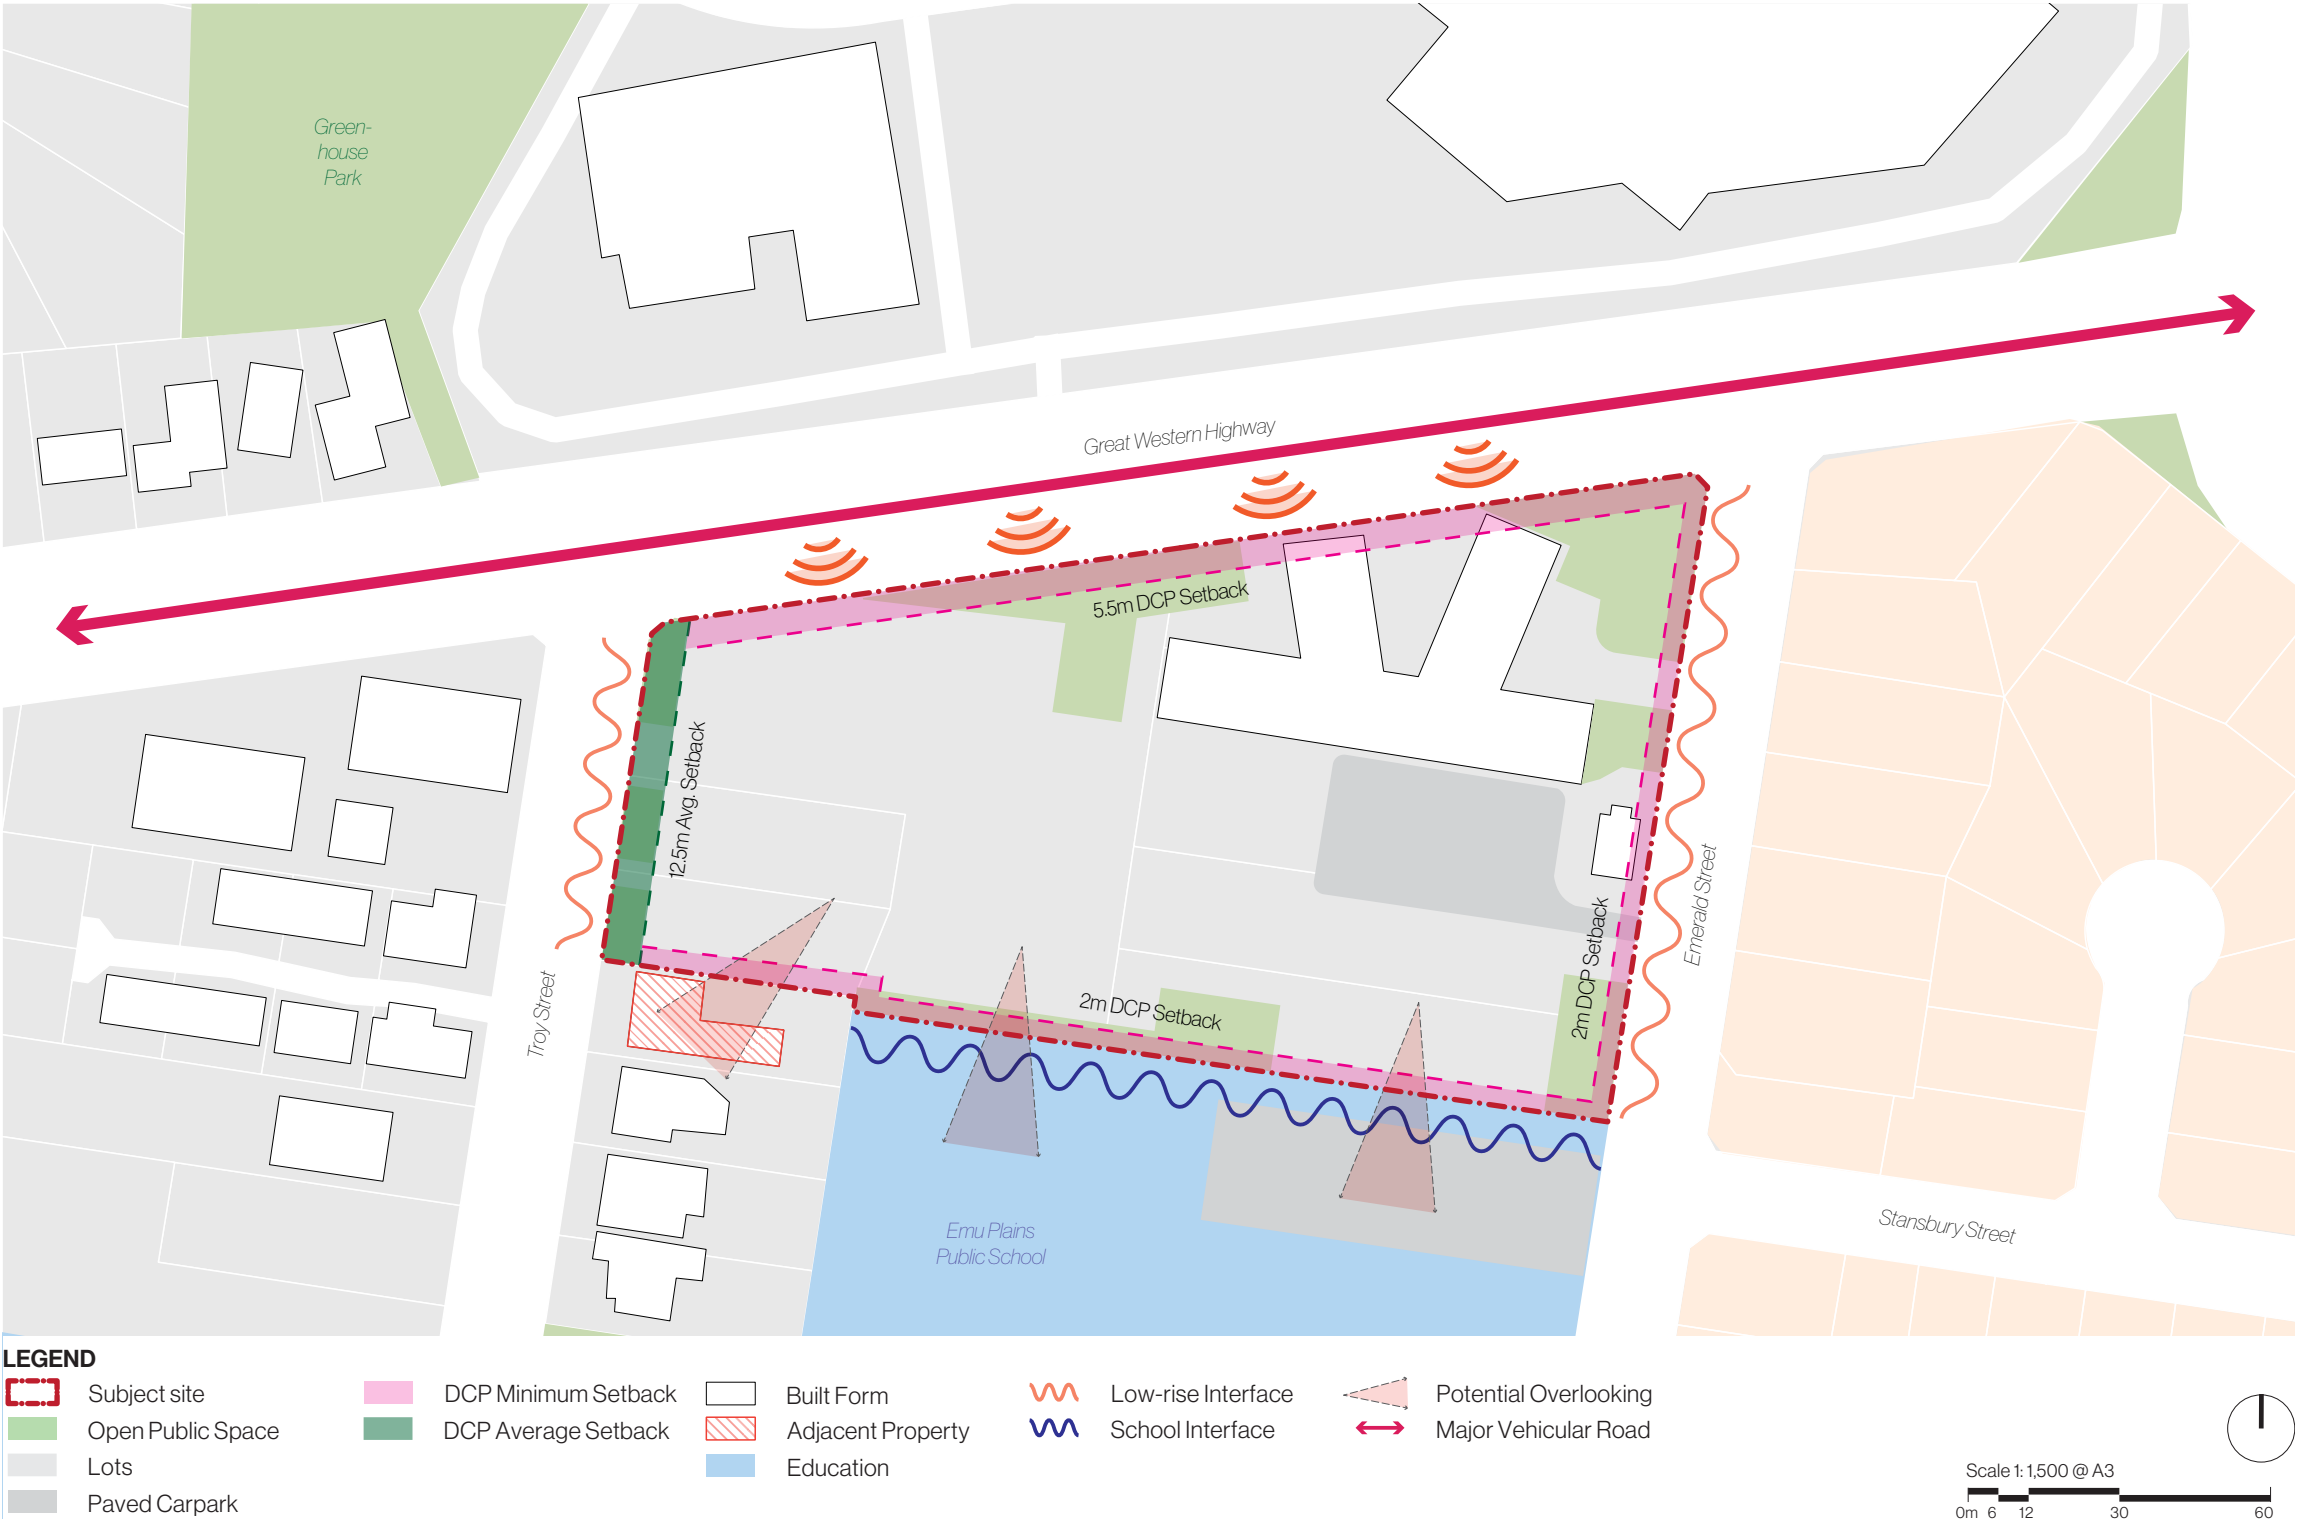 Green-
house
Park
Great Western Highway
5.5m DCP Setback
12.5m Avg. Setback
2m DCP Setback
2m DCP Setback
Troy Street
Emerald Street
Stansbury Street
Emu Plains
Public School
LEGEND
Subject site
Open Public Space
Lots
Paved Carpark
DCP Minimum Setback
DCP Average Setback
Built Form
Adjacent Property
Education
Low-rise Interface
School Interface
Potential Overlooking
Major Vehicular Road
Scale 1: 1,500 @ A3
0m 6 12 30 60